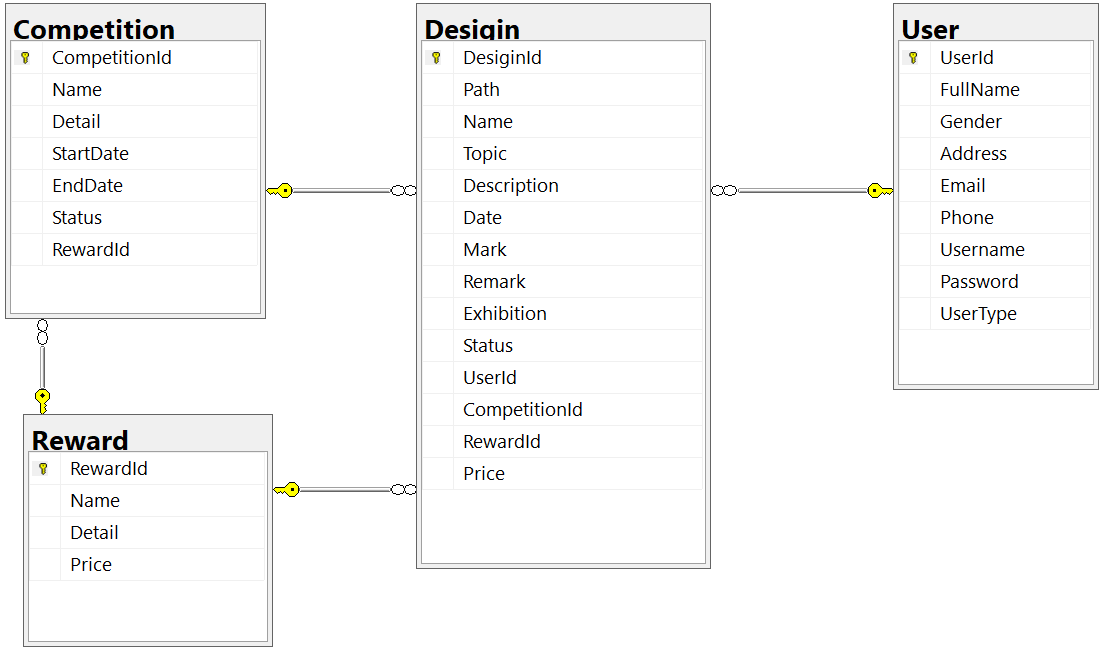 Competition
CompetitionId
Name
Detail
StartDate
EndDate
Status
RewardId
Desigin
DesiginId
Path
Name
Topic
Description
Date
Mark
Remark
Exhibition
Status
UserId
CompetitionId
RewardId
Price
User
UserId
FullName
Gender
Address
Email
Phone
Username
Password
UserType
Reward
RewardId
Name
Detail
Price